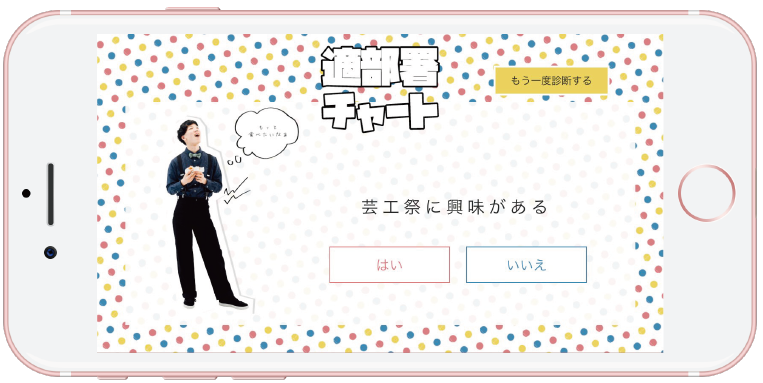 適部署
チャート
もう一度診断する
もっと
食べたいなぁ
芸工祭に興味がある
はい
いいえ